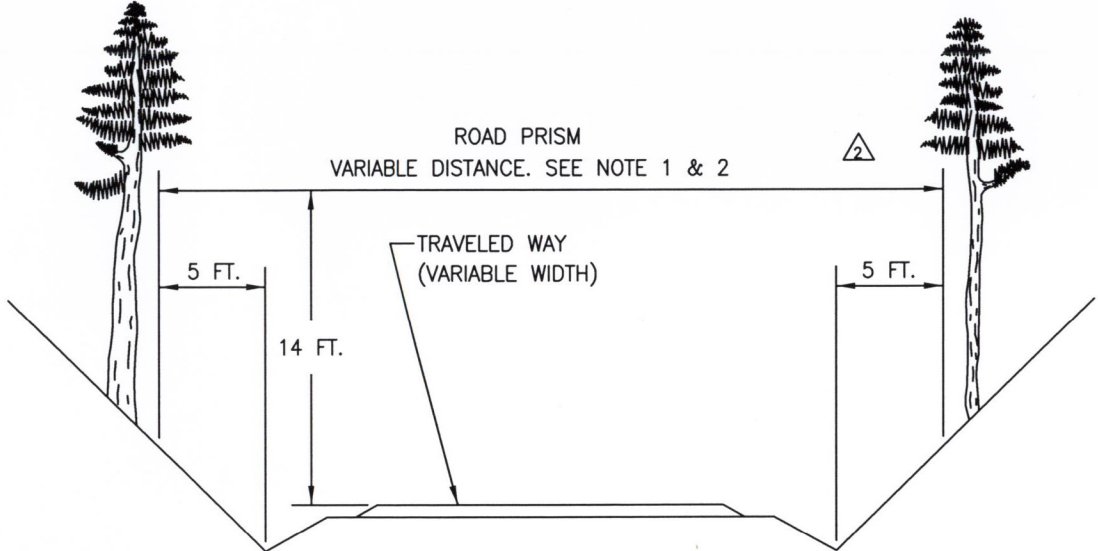 ROAD PRISM
VARIABLE DISTANCE. SEE NOTE 1 & 2
2
TRAVELED WAY
(VARIABLE WIDTH)
5 FT.
5 FT.
14 FT.